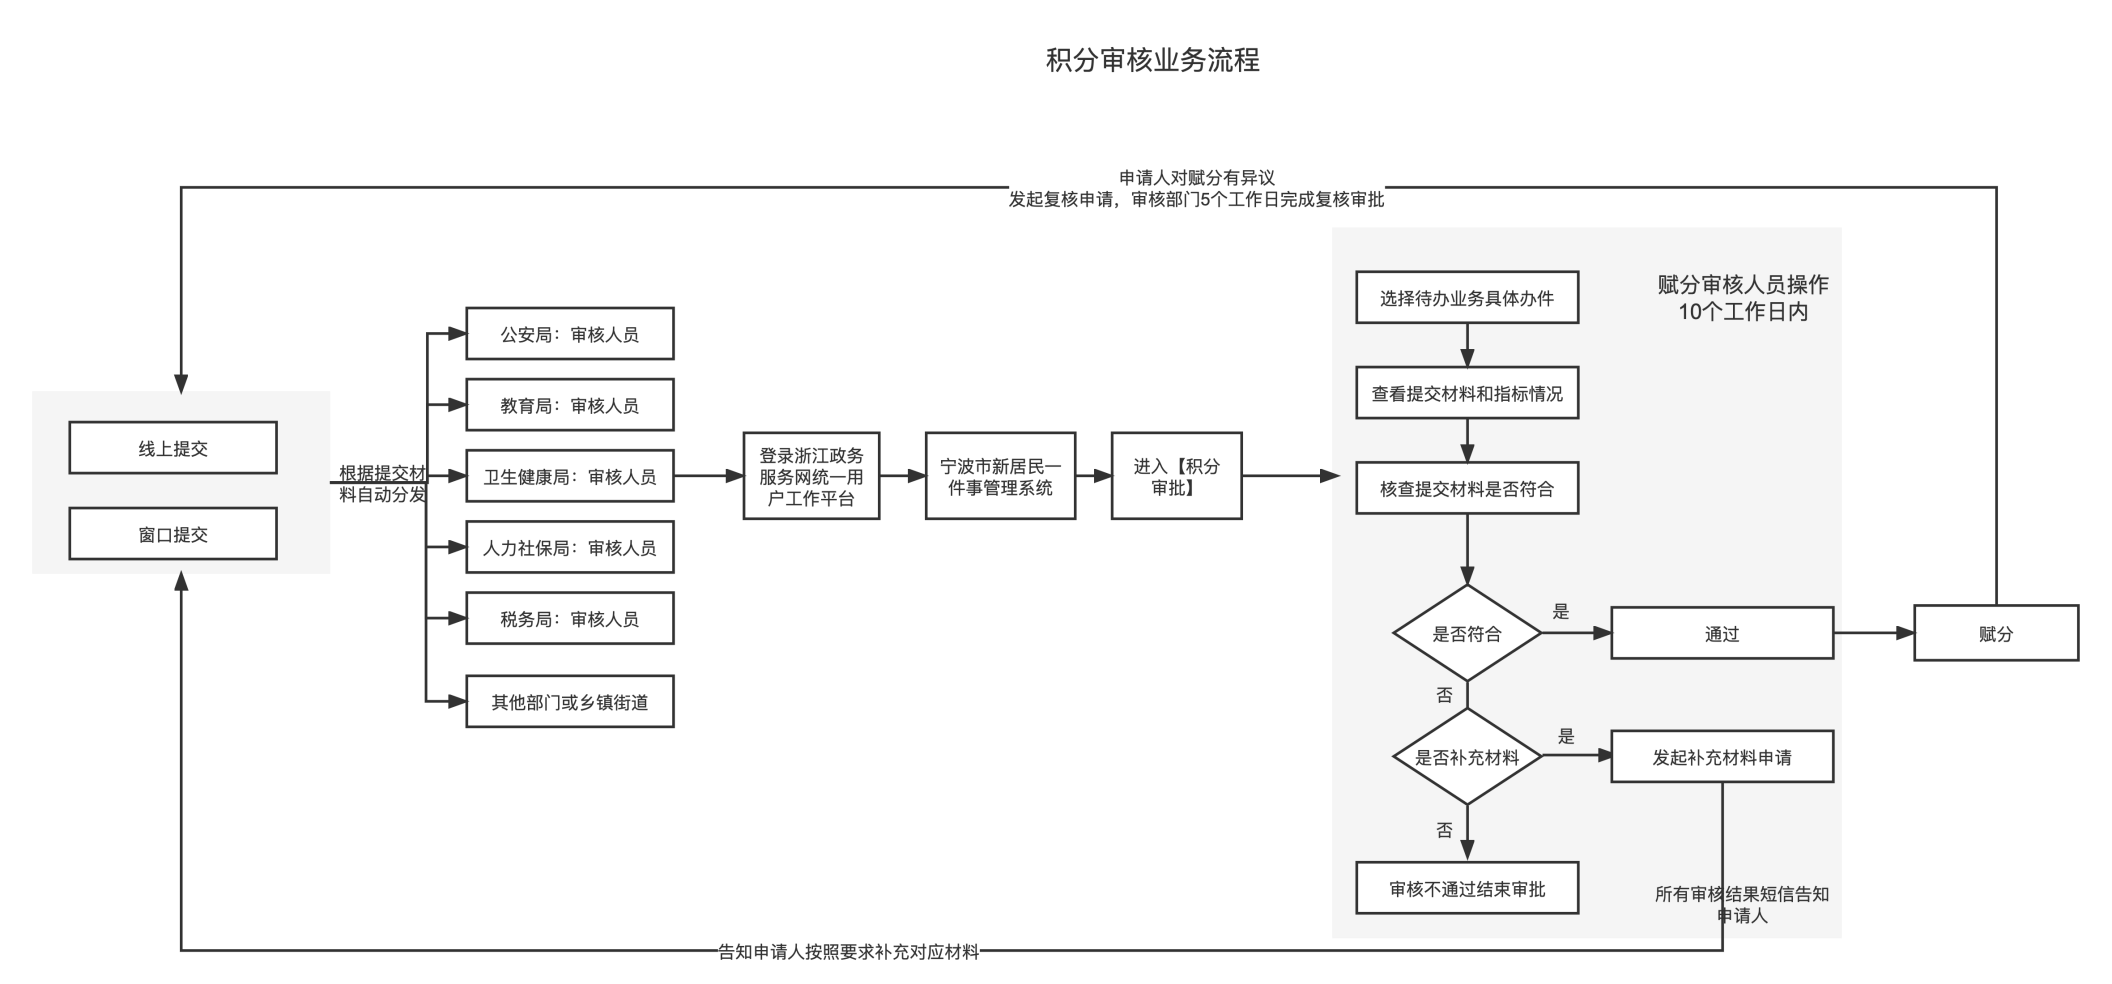 积分审核业务流程
申请人对赋分有异议
发起复核申请，审核部门5个工作日完成复核审批
线上提交
窗口提交
根据提交材
料自动分发
公安局：审核人员
教育局：审核人员
卫生健康局：审核人员
人力社保局：审核人员
税务局：审核人员
其他部门或乡镇街道
登录浙江政务
服务网统一用
户工作平台
宁波市新居民一
件事管理系统
进入【积分
审批】
赋分审核人员操作
10个工作日内
选择待办业务具体办件
查看提交材料和指标情况
核查提交材料是否符合
是否符合
是
通过
赋分
否
是否补充材料
是
发起补充材料申请
否
审核不通过结束审批
所有审核结果短信告知
申请人
告知申请人按照要求补充对应材料